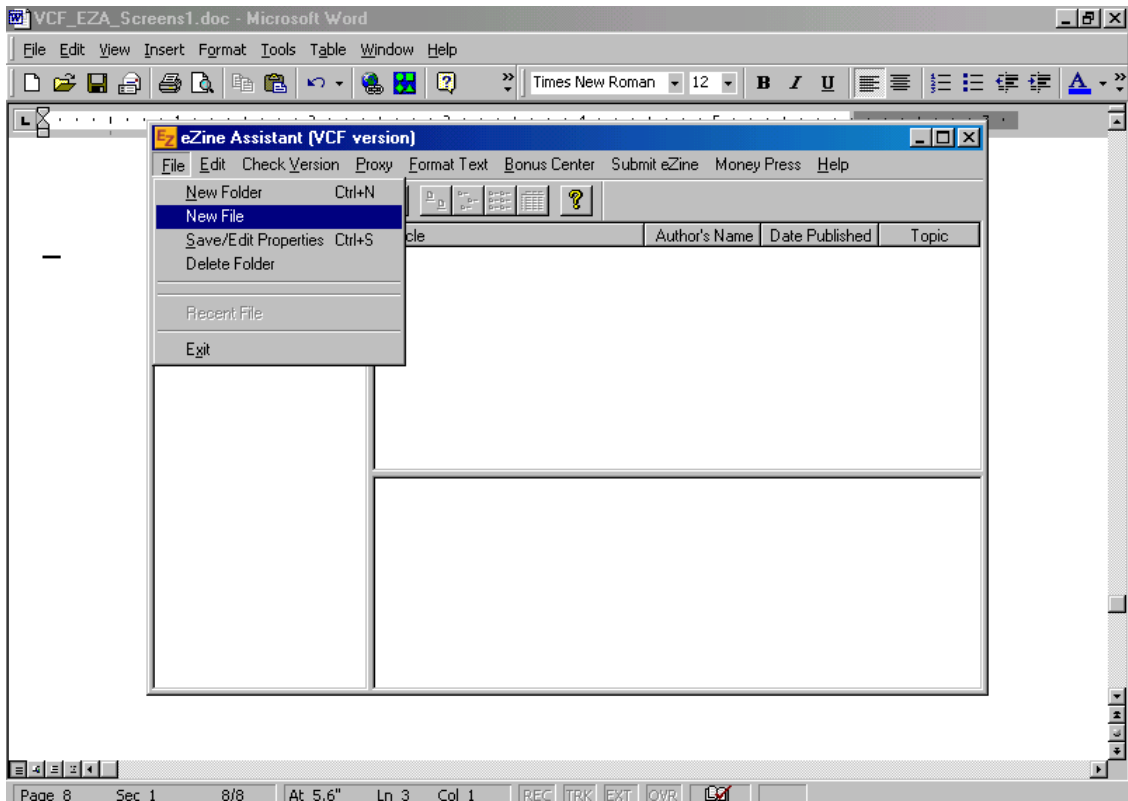 VCF_EZA_Screens1.doc - Microsoft Word
File Edit View Insert Format Tools Table Window Help
Times New Roman 12 B I U A
eZine Assistant (VCF version)
File Edit Check Version Proxy Format Text Bonus Center Submit eZine Money Press Help
New Folder Ctrl+N
New File
Save/Edit Properties Ctrl+S
Delete Folder
Recent File
Exit
cle Author's Name Date Published Topic
Page 8 Sec 1 8/8 At 5.6" Ln 3 Col 1 REC TRK EXT OVR